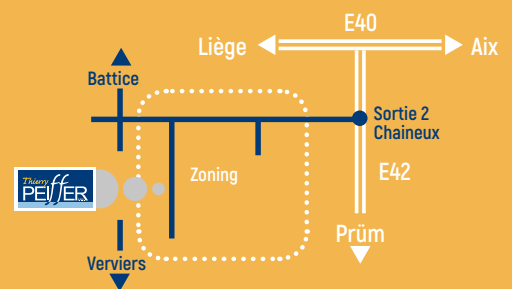 E40
Liège
Aix
Battice
Sortie 2
Chaineux
Zoning
E42
Thierry
PEIFFER
Prüm
Verviers